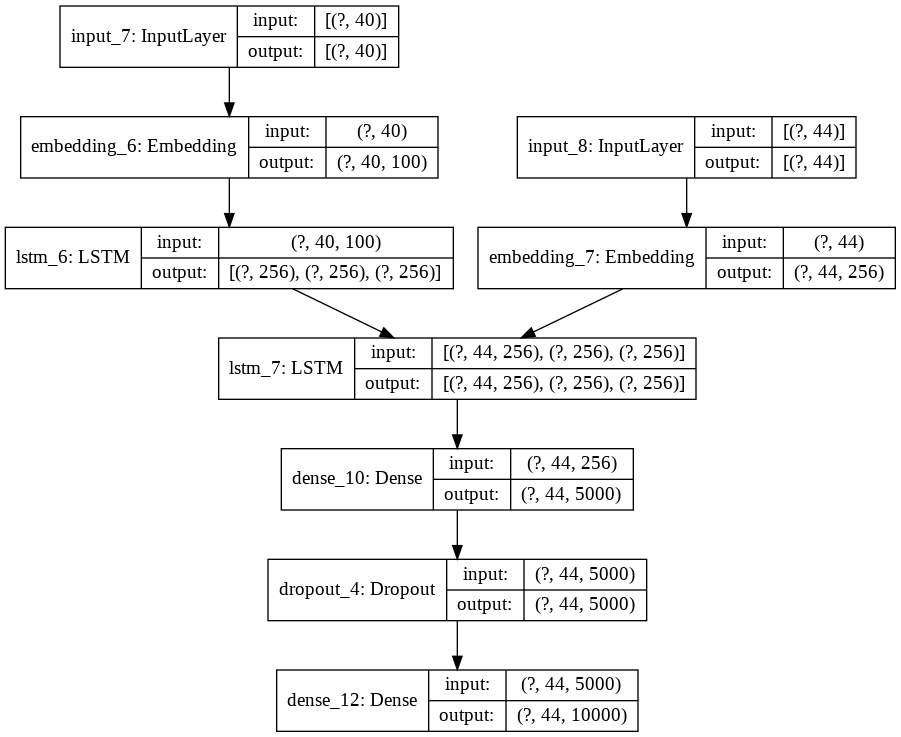 input_7: InputLayer
input: [(?, 40)]
output: [(?, 40)]
embedding_6: Embedding
input: (?, 40)
output: (?, 40, 100)
input_8: InputLayer
input: [(?, 44)]
output: [(?, 44)]
lstm_6: LSTM
input: (?, 40, 100)
output: [(?, 256), (?, 256), (?, 256)]
embedding_7: Embedding
input: (?, 44)
output: (?, 44, 256)
lstm_7: LSTM
input: [(?, 44, 256), (?, 256), (?, 256)]
output: [(?, 44, 256), (?, 256), (?, 256)]
dense_10: Dense
input: (?, 44, 256)
output: (?, 44, 5000)
dropout_4: Dropout
input: (?, 44, 5000)
output: (?, 44, 5000)
dense_12: Dense
input: (?, 44, 5000)
output: (?, 44, 10000)